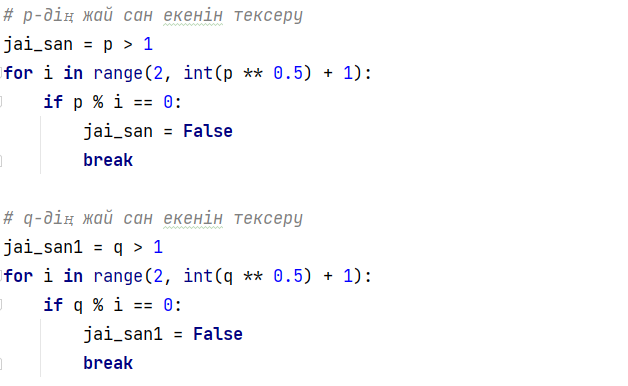 # p-дің жай сан екенін тексеру
jai_san = p > 1
for i in range(2, int(p ** 0.5) + 1):
    if p % i == 0:
        jai_san = False
        break

# q-дің жай сан екенін тексеру
jai_san1 = q > 1
for i in range(2, int(q ** 0.5) + 1):
    if q % i == 0:
        jai_san1 = False
        break